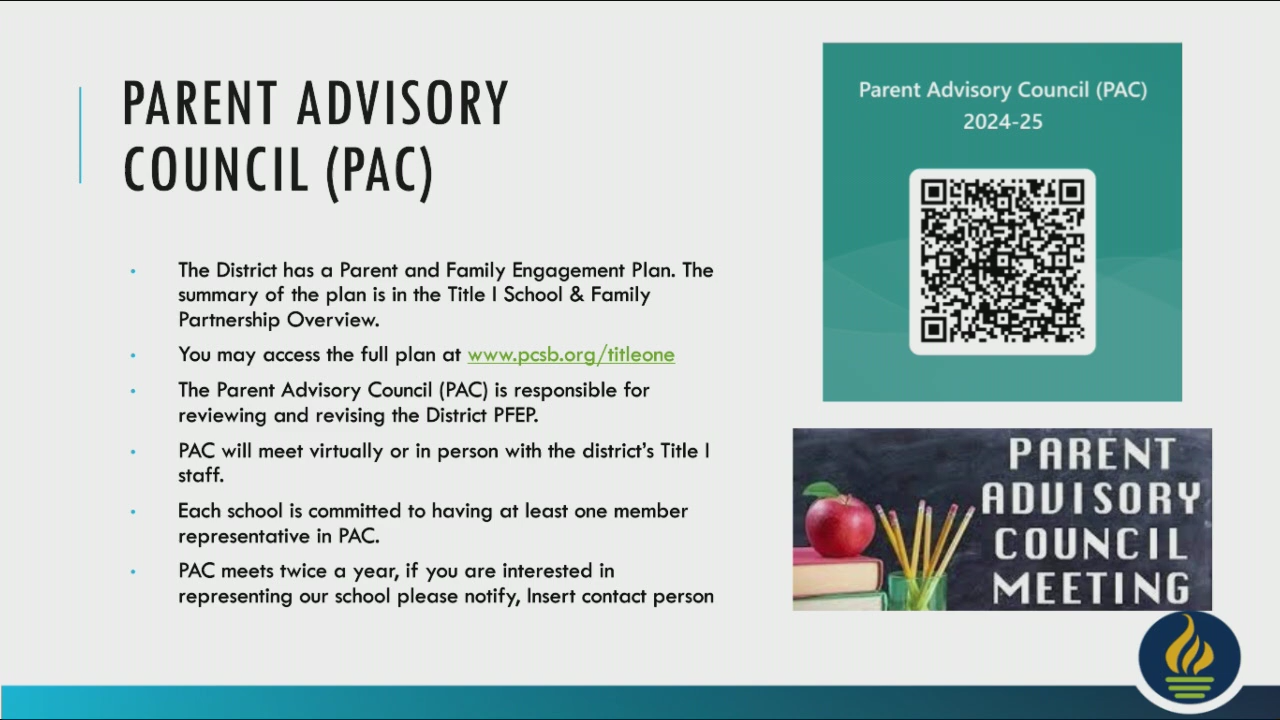 PARENT ADVISORY
COUNCIL (PAC)
The District has a Parent and Family Engagement Plan. The
summary of the plan is in the Title I School & Family
Partnership Overview.
You may access the full plan at www.pcsb.org/titleone
The Parent Advisory Council (PAC) is responsible for
reviewing and revising the District PFEP.
PAC will meet virtually or in person with the district's Title I
staff.
Each school is committed to having at least one member
representative in PAC.
PAC meets twice a year, if you are interested in
representing our school please notify, Insert contact person
Parent Advisory Council (PAC)
2024-25
PARENT
ADVISORY
COUNCIL
MEETING